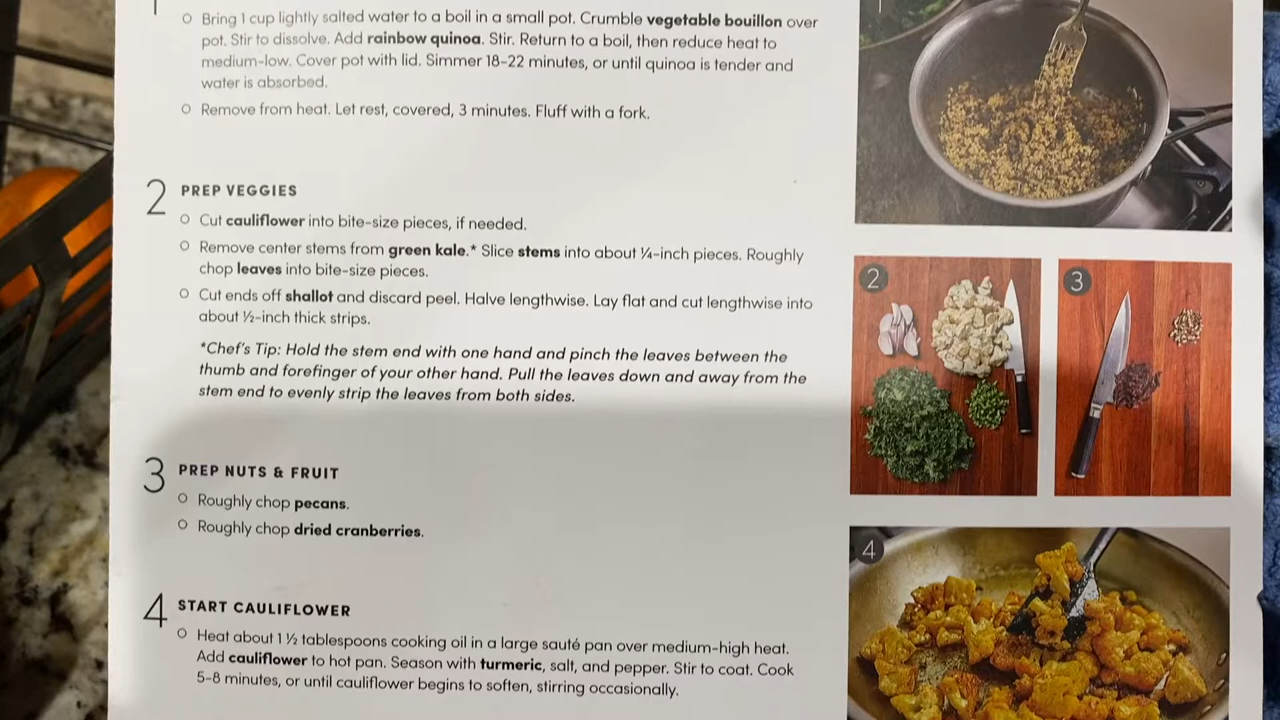 Bring 1 cup lightly salted water to a boil in a small pot. Crumble vegetable bouillon over
pot. Stir to dissolve. Add rainbow quinoa. Stir. Return to a boil, then reduce heat to
medium-low. Cover pot with lid. Simmer 18–22 minutes, or until quinoa is tender and
water is absorbed.
Remove from heat. Let rest, covered, 3 minutes. Fluff with a fork.
2 PREP VEGGIES
Cut cauliflower into bite-size pieces, if needed.
Remove center stems from green kale.* Slice stems into about ¼-inch pieces. Roughly
chop leaves into bite-size pieces.
Cut ends off shallot and discard peel. Halve lengthwise. Lay flat and cut lengthwise into
about ½-inch thick strips.
*Chef's Tip: Hold the stem end with one hand and pinch the leaves between the
thumb and forefinger of your other hand. Pull the leaves down and away from the
stem end to evenly strip the leaves from both sides.
3 PREP NUTS & FRUIT
Roughly chop pecans.
Roughly chop dried cranberries.
4 START CAULIFLOWER
Heat about 1 ½ tablespoons cooking oil in a large sauté pan over medium-high heat.
Add cauliflower to hot pan. Season with turmeric, salt, and pepper. Stir to coat. Cook
5–8 minutes, or until cauliflower begins to soften, stirring occasionally.
1
2
3
4